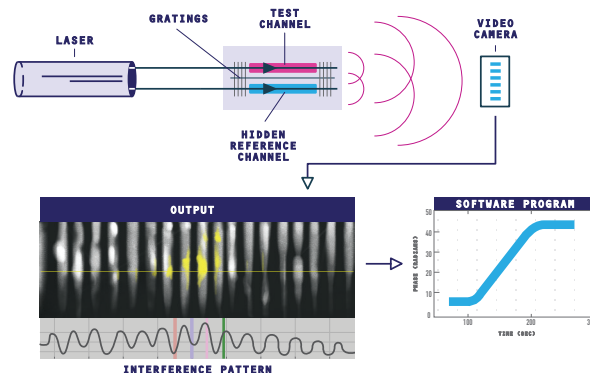 LASER
GRATINGS
TEST
CHANNEL
VIDEO
CAMERA
HIDDEN
REFERENCE
CHANNEL
OUTPUT
INTERFERENCE PATTERN
SOFTWARE PROGRAM
PHASE (RADIANS)
50
40
30
20
10
0
100
200
30
TIME (SEC)